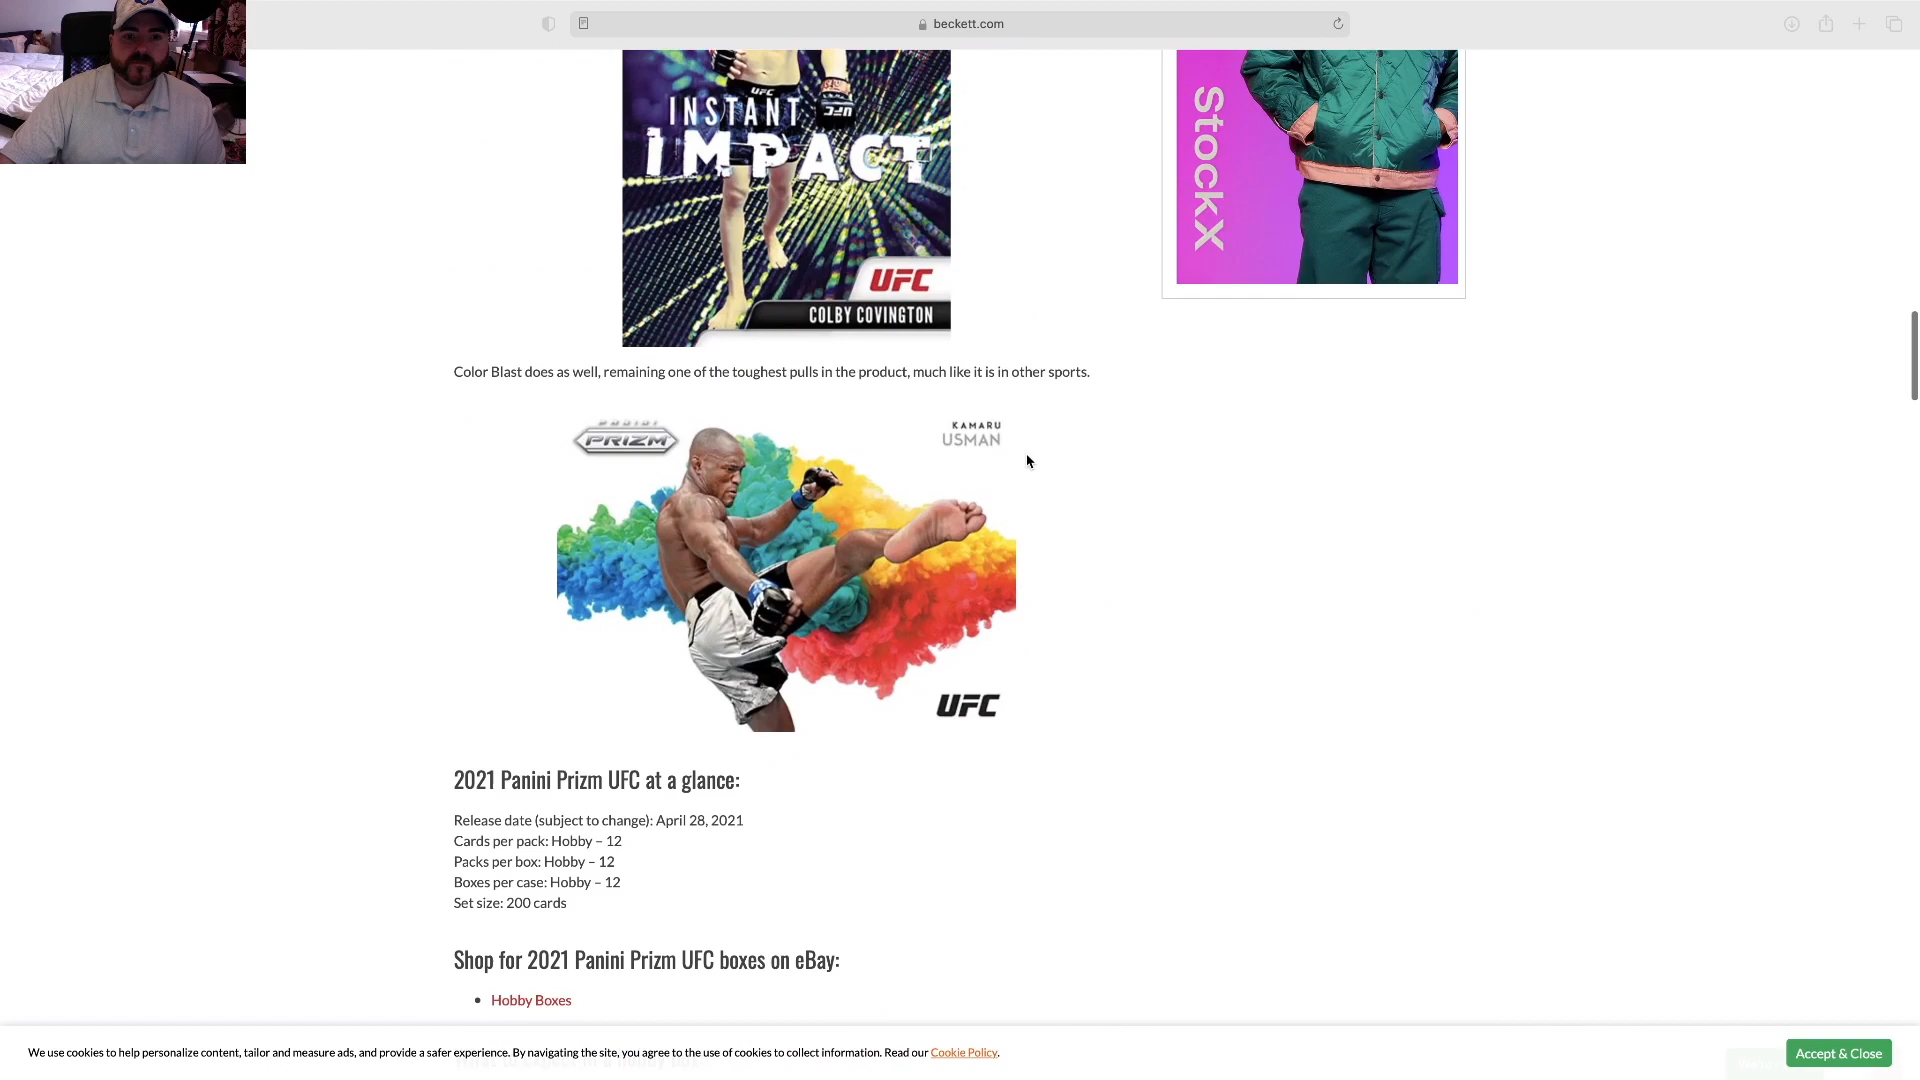 beckett.com
UFC
UFC
INSTANT
IMPACT
UFC
COLBY COVINGTON
StockX
Color Blast does as well, remaining one of the toughest pulls in the product, much like it is in other sports.
PANINI
PRIZM
KAMARU
USMAN
UFC
2021 Panini Prizm UFC at a glance:
Release date (subject to change): April 28, 2021
Cards per pack: Hobby – 12
Packs per box: Hobby – 12
Boxes per case: Hobby – 12
Set size: 200 cards
Shop for 2021 Panini Prizm UFC boxes on eBay:
• Hobby Boxes
We use cookies to help personalize content, tailor and measure ads, and provide a safer experience. By navigating the site, you agree to the use of cookies to collect information. Read our Cookie Policy.
Accept & Close